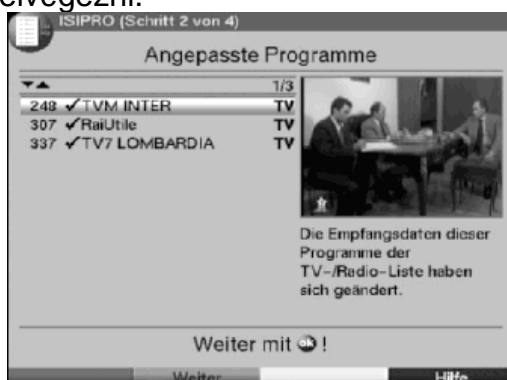 ISIPRO (Schritt 2 von 4)
Angepasste Programme
1/3
248 ✓TVM INTER TV
307 ✓RaiUtile TV
337 ✓TV7 LOMBARDIA TV
Die Empfangsdaten dieser
Programme der
TV-/Radio-Liste haben
sich geändert.
Weiter mit ok !
Weiter Hilfe